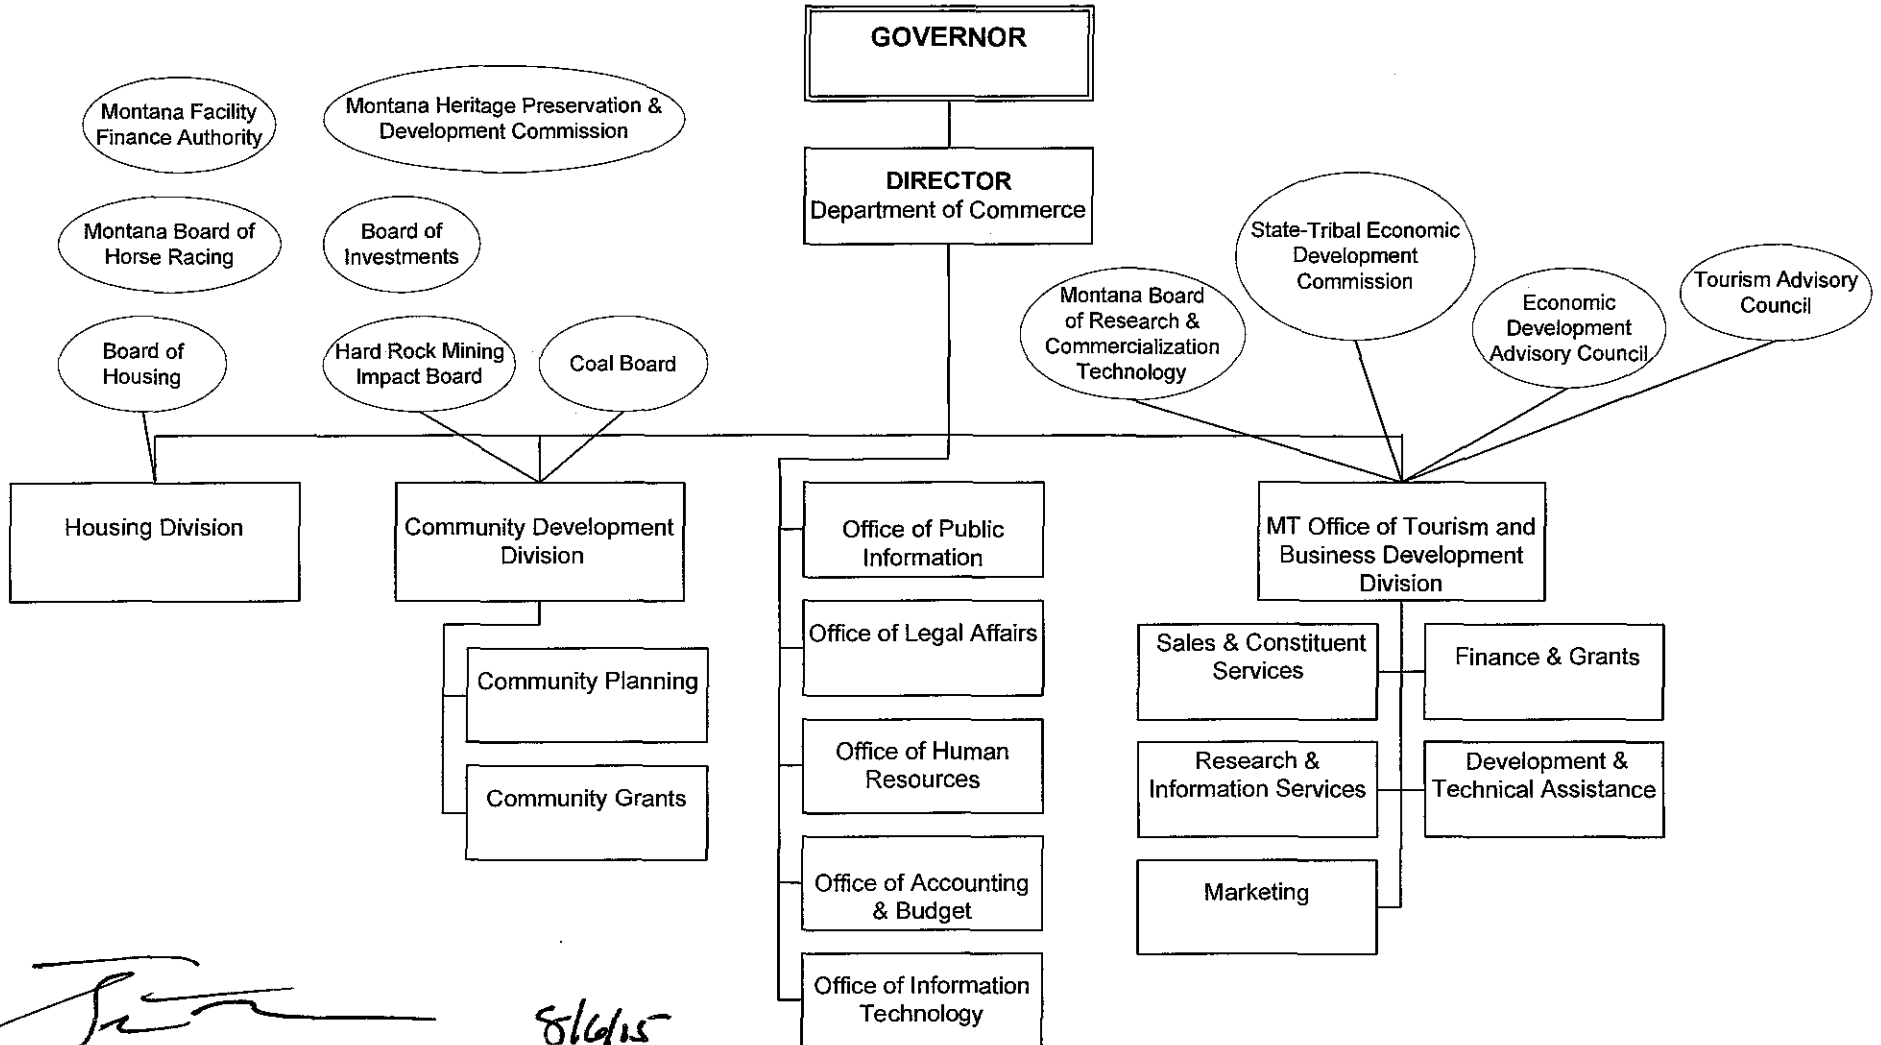 GOVERNOR
DIRECTOR
Department of Commerce
Montana Facility
Finance Authority
Montana Heritage Preservation &
Development Commission
Montana Board of
Horse Racing
Board of
Investments
Board of
Housing
Hard Rock Mining
Impact Board
Coal Board
Montana Board
of Research &
Commercialization
Technology
State-Tribal Economic
Development
Commission
Economic
Development
Advisory Council
Tourism Advisory
Council
Housing Division
Community Development
Division
Community Planning
Community Grants
Office of Public
Information
Office of Legal Affairs
Office of Human
Resources
Office of Accounting
& Budget
Office of Information
Technology
MT Office of Tourism and
Business Development
Division
Sales & Constituent
Services
Finance & Grants
Research &
Information Services
Development &
Technical Assistance
Marketing
8/6/15